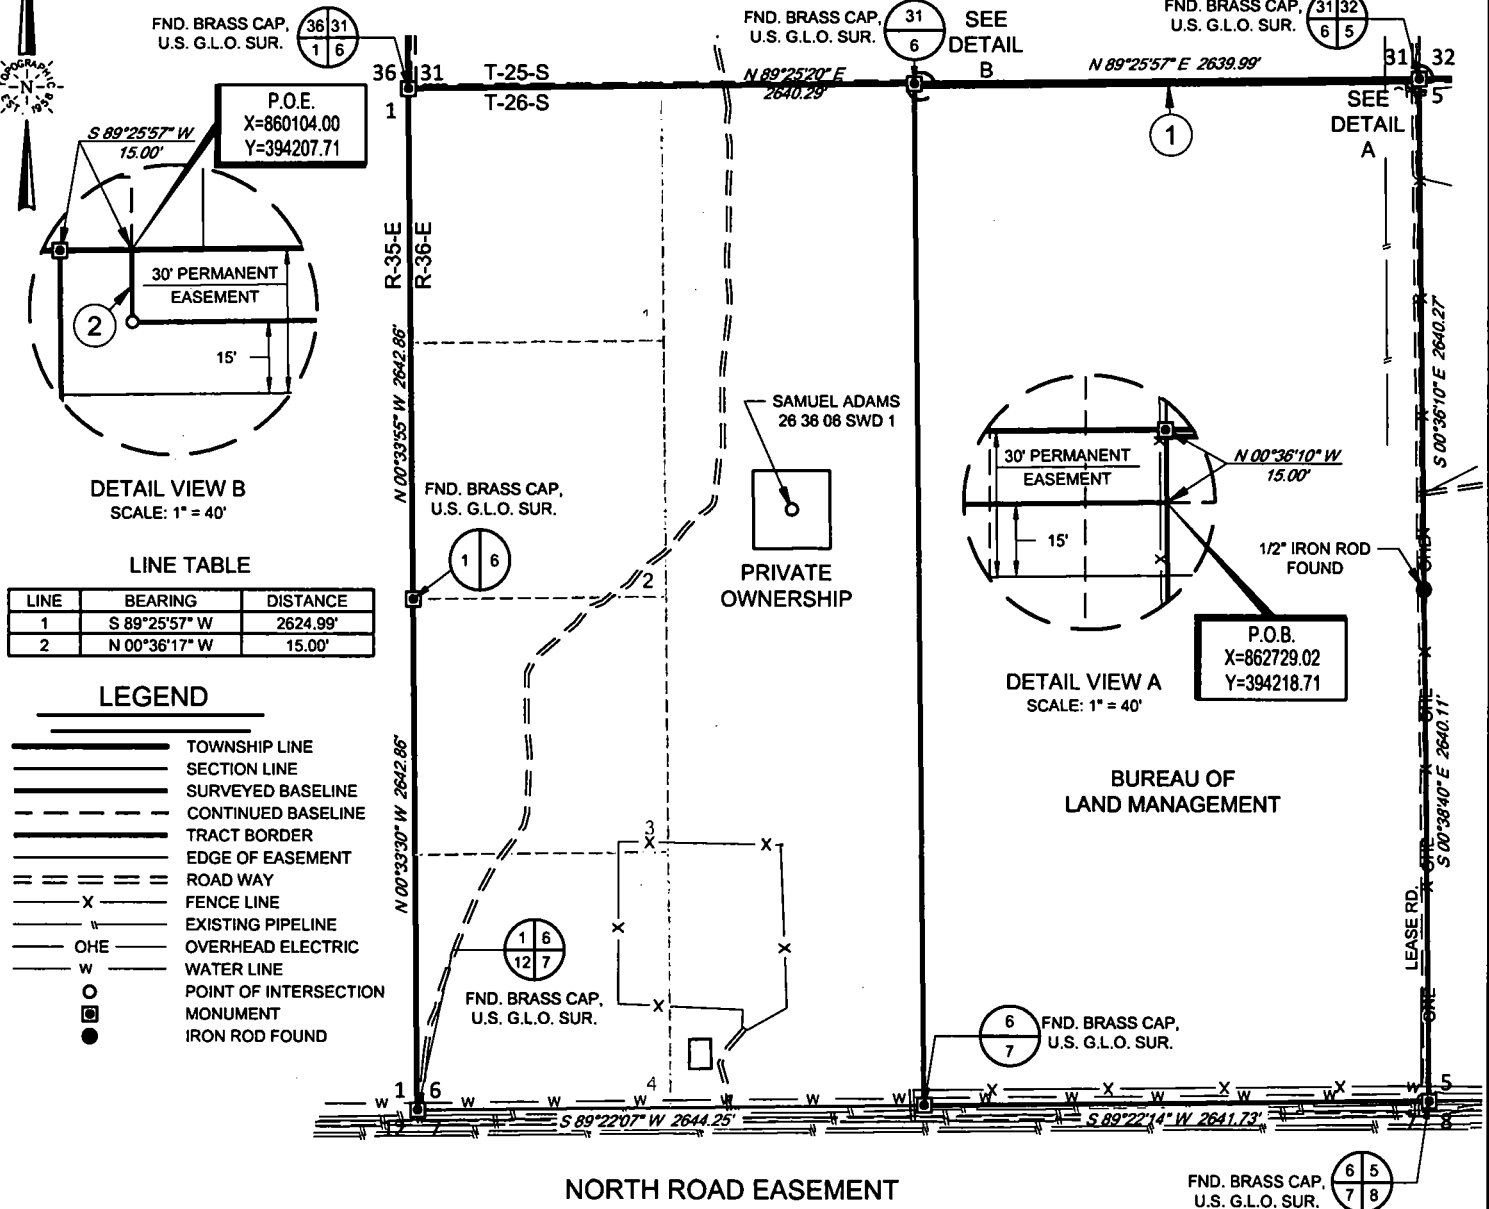 FND. BRASS CAP,
U.S. G.L.O. SUR.
36 31
1 6
FND. BRASS CAP,
U.S. G.L.O. SUR.
31
6
SEE
DETAIL
B
FND. BRASS CAP,
U.S. G.L.O. SUR.
31 32
6 5
TOPOGRAPHIC
EST. 1958
N
36 31
1
T-25-S
T-26-S
N 89°25'20" E
2640.29'
N 89°25'57" E 2639.99'
1
31 32
5
SEE
DETAIL
A
P.O.E.
X=860104.00
Y=394207.71
S 89°25'57" W
15.00'
30' PERMANENT
EASEMENT
2
15'
DETAIL VIEW B
SCALE: 1" = 40'
R-35-E
R-36-E
N 00°33'55" W 2642.86'
1
S 00°36'10" E 2640.27'
SAMUEL ADAMS
26 36 06 SWD 1
PRIVATE
OWNERSHIP
FND. BRASS CAP,
U.S. G.L.O. SUR.
1 6
2
30' PERMANENT
EASEMENT
15'
N 00°36'10" W
15.00'
1/2" IRON ROD
FOUND
P.O.B.
X=862729.02
Y=394218.71
DETAIL VIEW A
SCALE: 1" = 40'
LINE TABLE
LINE BEARING DISTANCE
1 S 89°25'57" W 2624.99'
2 N 00°36'17" W 15.00'
LEGEND
TOWNSHIP LINE
SECTION LINE
SURVEYED BASELINE
CONTINUED BASELINE
TRACT BORDER
EDGE OF EASEMENT
ROAD WAY
X FENCE LINE
EXISTING PIPELINE
OHE OVERHEAD ELECTRIC
W WATER LINE
POINT OF INTERSECTION
MONUMENT
IRON ROD FOUND
N 00°33'30" W 2642.86'
3
BUREAU OF
LAND MANAGEMENT
OHE
OHE
OHE
OHE
S 00°38'40" E 2640.11'
LEASE RD.
1 6
12 7
FND. BRASS CAP,
U.S. G.L.O. SUR.
6
7
FND. BRASS CAP,
U.S. G.L.O. SUR.
1 6
12 7
4
5
7 8
S 89°22'07" W 2644.25'
S 89°22'14" W 2641.73'
NORTH ROAD EASEMENT
FND. BRASS CAP,
U.S. G.L.O. SUR.
6 5
7 8